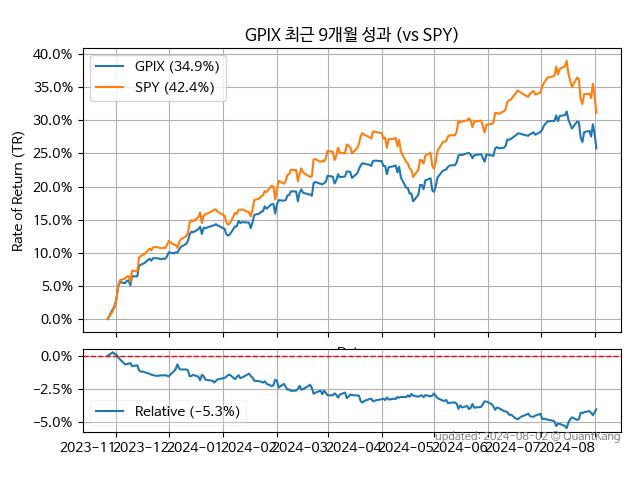 GPIX 최근 9개월 성과 (vs SPY)
40.0%
35.0%
30.0%
25.0%
20.0%
15.0%
10.0%
5.0%
0.0%
Rate of Return (TR)
GPIX (34.9%)
SPY (42.4%)
0.0%
−2.5%
−5.0%
Relative (−5.3%)
updated: 2024-08-02 © QuantKang
2023-11 2023-12 2024-01 2024-02 2024-03 2024-04 2024-05 2024-06 2024-07 2024-08